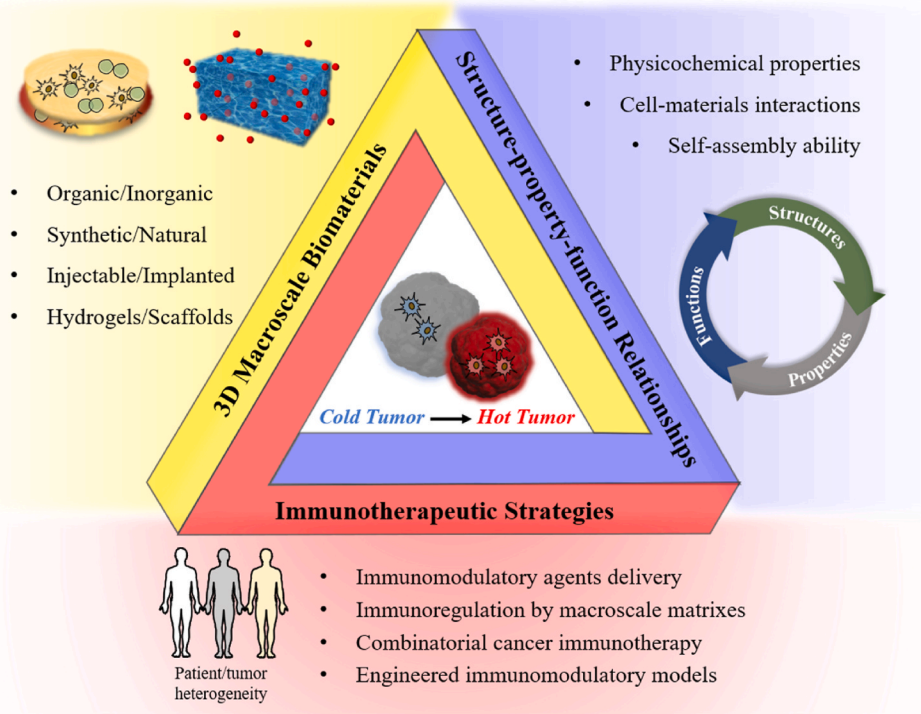 3D Macroscale Biomaterials
• Organic/Inorganic
• Synthetic/Natural
• Injectable/Implanted
• Hydrogels/Scaffolds
Structure-property-function Relationships
• Physicochemical properties
• Cell-materials interactions
• Self-assembly ability
Structures
Properties
Functions
Cold Tumor
Hot Tumor
Immunotherapeutic Strategies
Patient/tumor
heterogeneity
• Immunomodulatory agents delivery
• Immunoregulation by macroscale matrixes
• Combinatorial cancer immunotherapy
• Engineered immunomodulatory models